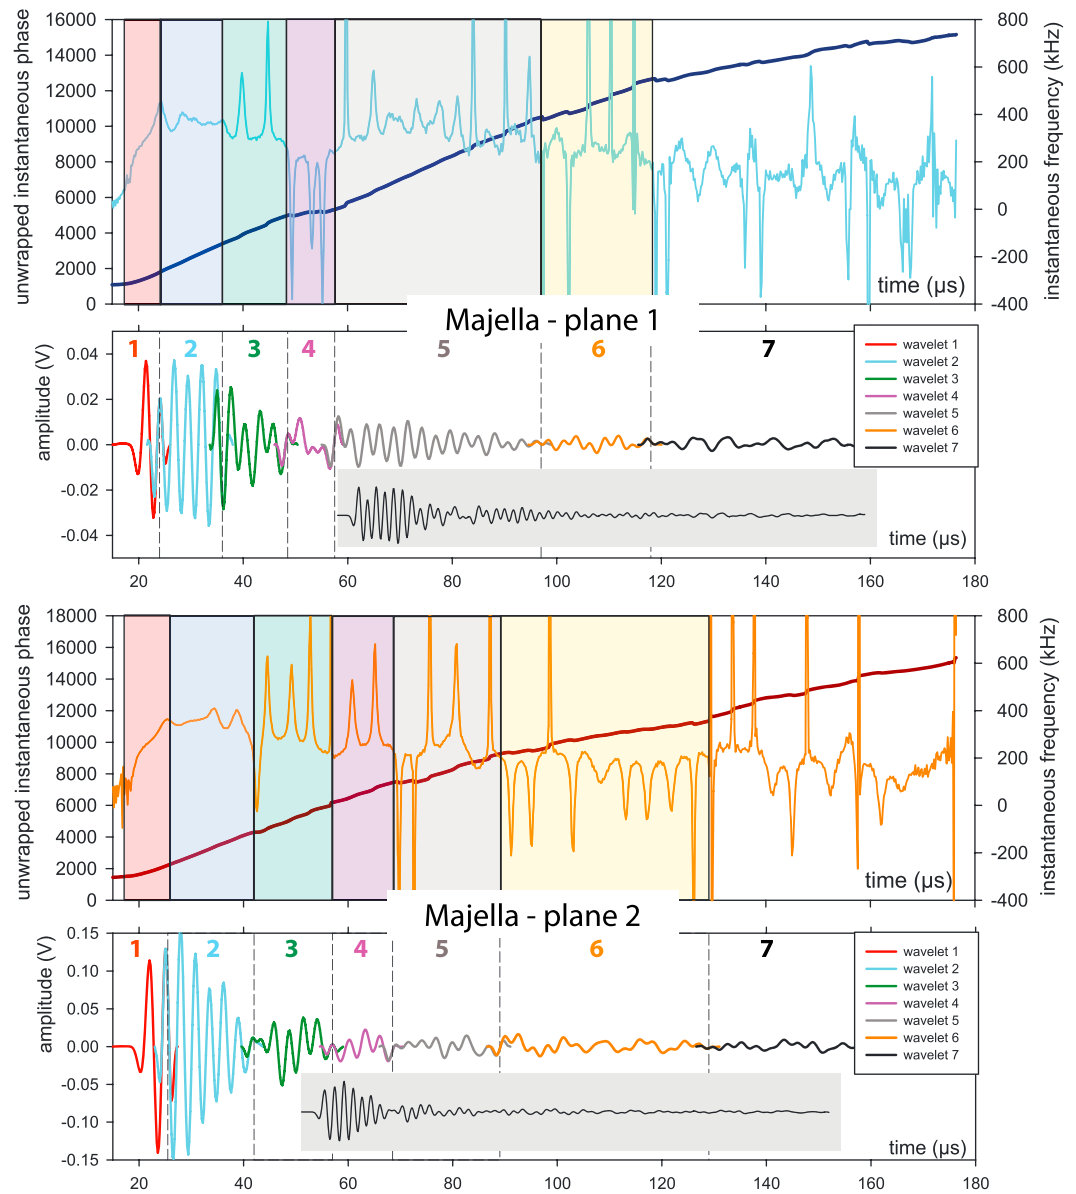 unwrapped instantaneous phase
16000
14000
12000
10000
8000
6000
4000
2000
0
800
600
400
200
0
-200
-400
instantaneous frequency (kHz)
time (µs)
Majella - plane 1
amplitude (V)
0.04
0.02
0.00
-0.02
-0.04
1 2 3 4 5 6 7
wavelet 1
wavelet 2
wavelet 3
wavelet 4
wavelet 5
wavelet 6
wavelet 7
time (µs)
20 40 60 80 100 120 140 160 180
unwrapped instantaneous phase
18000
16000
14000
12000
10000
8000
6000
4000
2000
0
800
600
400
200
0
-200
-400
instantaneous frequency (kHz)
time (µs)
Majella - plane 2
amplitude (V)
0.15
0.10
0.05
0.00
-0.05
-0.10
-0.15
1 2 3 4 5 6 7
wavelet 1
wavelet 2
wavelet 3
wavelet 4
wavelet 5
wavelet 6
wavelet 7
time (µs)
20 40 60 80 100 120 140 160 180